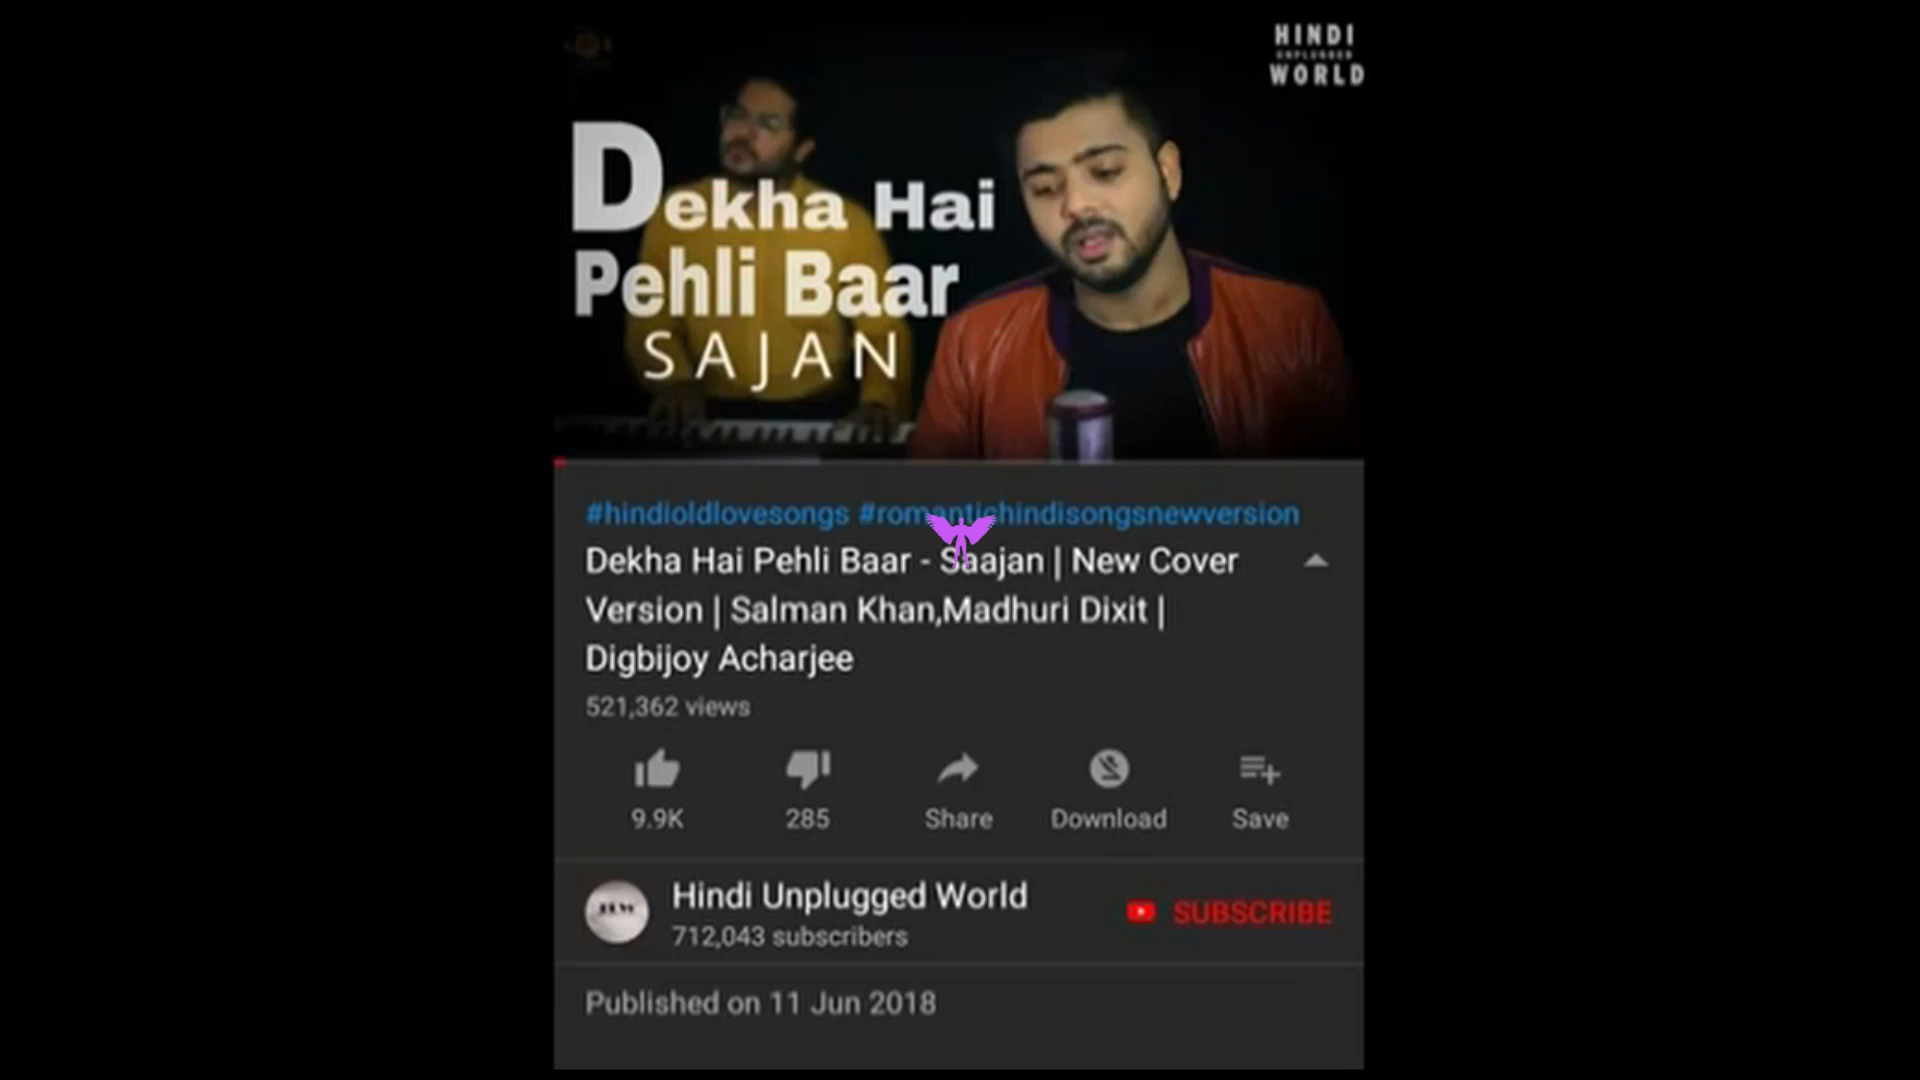 HINDI
UNPLUGGED
WORLD
Dekha Hai
Pehli Baar
SAJAN
#hindioldlovesongs #romantichindisongsnewversion
Dekha Hai Pehli Baar - Saajan | New Cover
Version | Salman Khan,Madhuri Dixit |
Digbijoy Acharjee
521,362 views
9.9K 285 Share Download Save
Hindi Unplugged World
712,043 subscribers
SUBSCRIBE
Published on 11 Jun 2018